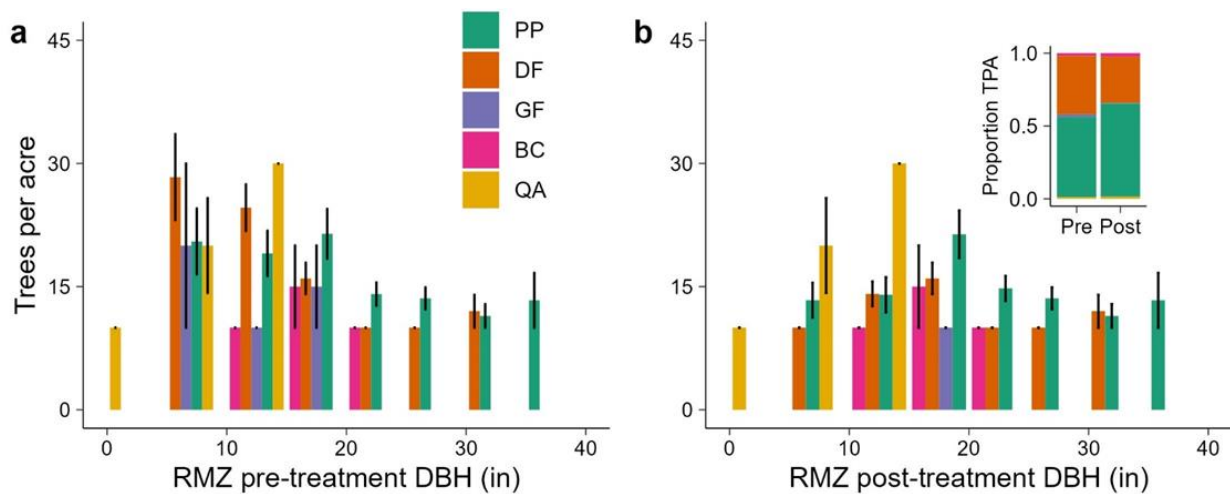 a
45
30
15
0
Trees per acre
0 10 20 30 40
RMZ pre-treatment DBH (in)
PP
DF
GF
BC
QA
b
45
30
15
0
0 10 20 30 40
RMZ post-treatment DBH (in)
1.0
0.5
0.0
Proportion TPA
Pre Post